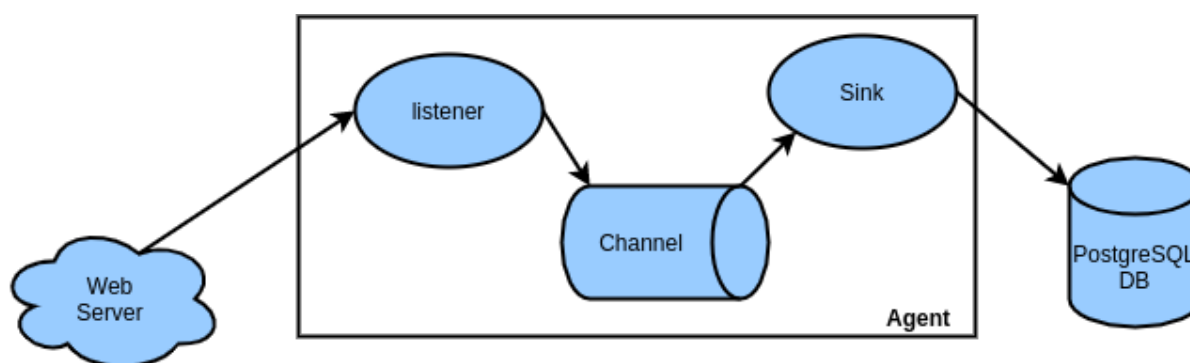 listener
Sink
Channel
Web
Server
PostgreSQL
DB
Agent